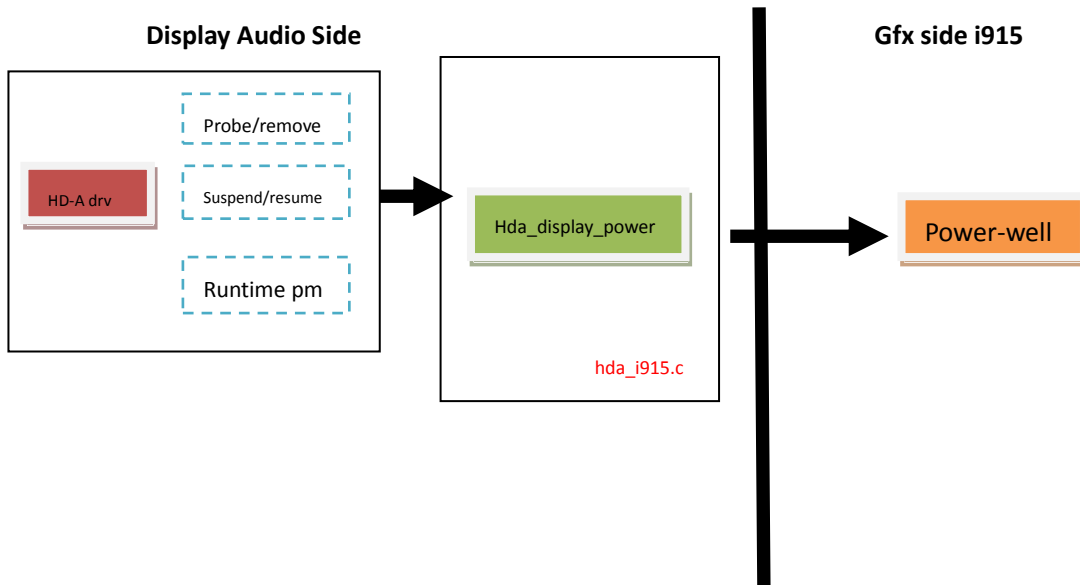 Display Audio Side
Gfx side i915
Probe/remove
HD-A drv
Suspend/resume
Runtime pm
Hda_display_power
hda_i915.c
Power-well